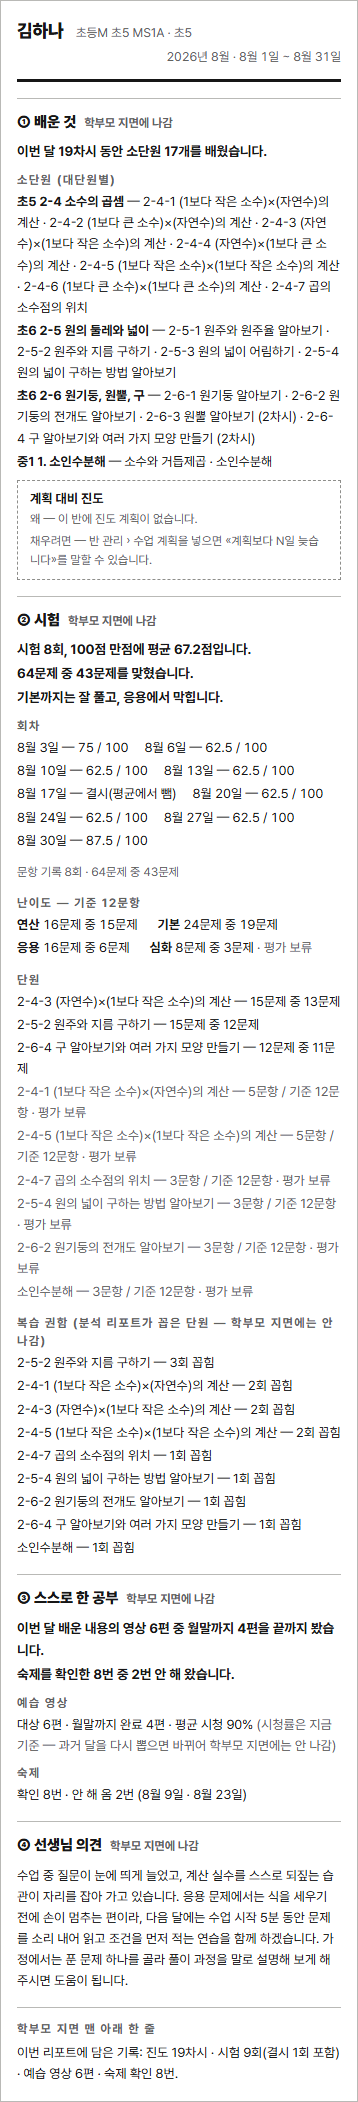 김하나 초등M 초5 MS1A · 초5
2026년 8월 · 8월 1일 ~ 8월 31일
① 배운 것 학부모 지면에 나감
이번 달 19차시 동안 소단원 17개를 배웠습니다.
소단원 (대단원별)
초5 2-4 소수의 곱셈 — 2-4-1 (1보다 작은 소수)×(자연수)의
계산 · 2-4-2 (1보다 큰 소수)×(자연수)의 계산 · 2-4-3 (자연
수)×(1보다 작은 소수)의 계산 · 2-4-4 (자연수)×(1보다 큰 소
수)의 계산 · 2-4-5 (1보다 작은 소수)×(1보다 작은 소수)의 계산
· 2-4-6 (1보다 큰 소수)×(1보다 큰 소수)의 계산 · 2-4-7 곱의
소수점의 위치
초6 2-5 원의 둘레와 넓이 — 2-5-1 원주와 원주율 알아보기 ·
2-5-2 원주와 지름 구하기 · 2-5-3 원의 넓이 어림하기 · 2-5-4
원의 넓이 구하는 방법 알아보기
초6 2-6 원기둥, 원뿔, 구 — 2-6-1 원기둥 알아보기 · 2-6-2 원
기둥의 전개도 알아보기 · 2-6-3 원뿔 알아보기 (2차시) · 2-6-
4 구 알아보기와 여러 가지 모양 만들기 (2차시)
중1 1. 소인수분해 — 소수와 거듭제곱 · 소인수분해
계획 대비 진도
왜 — 이 반에 진도 계획이 없습니다.
채우려면 — 반 관리 › 수업 계획을 넣으면 «계획보다 N일 늦습
니다»를 말할 수 있습니다.
② 시험 학부모 지면에 나감
시험 8회, 100점 만점에 평균 67.2점입니다.
64문제 중 43문제를 맞혔습니다.
기본까지는 잘 풀고, 응용에서 막힙니다.
회차
8월 3일 — 75 / 100 8월 6일 — 62.5 / 100
8월 10일 — 62.5 / 100 8월 13일 — 62.5 / 100
8월 17일 — 결시(평균에서 뺌) 8월 20일 — 62.5 / 100
8월 24일 — 62.5 / 100 8월 27일 — 62.5 / 100
8월 30일 — 87.5 / 100
문항 기록 8회 · 64문제 중 43문제
난이도 — 기준 12문항
연산 16문제 중 15문제 기본 24문제 중 19문제
응용 16문제 중 6문제 심화 8문제 중 3문제 · 평가 보류
단원
2-4-3 (자연수)×(1보다 작은 소수)의 계산 — 15문제 중 13문제
2-5-2 원주와 지름 구하기 — 15문제 중 12문제
2-6-4 구 알아보기와 여러 가지 모양 만들기 — 12문제 중 11문
제
2-4-1 (1보다 작은 소수)×(자연수)의 계산 — 5문항 / 기준 12문
항 · 평가 보류
2-4-5 (1보다 작은 소수)×(1보다 작은 소수)의 계산 — 5문항 /
기준 12문항 · 평가 보류
2-4-7 곱의 소수점의 위치 — 3문항 / 기준 12문항 · 평가 보류
2-5-4 원의 넓이 구하는 방법 알아보기 — 3문항 / 기준 12문항
· 평가 보류
2-6-2 원기둥의 전개도 알아보기 — 3문항 / 기준 12문항 · 평가
보류
소인수분해 — 3문항 / 기준 12문항 · 평가 보류
복습 권함 (분석 리포트가 꼽은 단원 — 학부모 지면에는 안
나감)
2-5-2 원주와 지름 구하기 — 3회 꼽힘
2-4-1 (1보다 작은 소수)×(자연수)의 계산 — 2회 꼽힘
2-4-3 (자연수)×(1보다 작은 소수)의 계산 — 2회 꼽힘
2-4-5 (1보다 작은 소수)×(1보다 작은 소수)의 계산 — 2회 꼽힘
2-4-7 곱의 소수점의 위치 — 1회 꼽힘
2-5-4 원의 넓이 구하는 방법 알아보기 — 1회 꼽힘
2-6-2 원기둥의 전개도 알아보기 — 1회 꼽힘
2-6-4 구 알아보기와 여러 가지 모양 만들기 — 1회 꼽힘
소인수분해 — 1회 꼽힘
③ 스스로 한 공부 학부모 지면에 나감
이번 달 배운 내용의 영상 6편 중 월말까지 4편을 끝까지 봤습
니다.
숙제를 확인한 8번 중 2번 안 해 왔습니다.
예습 영상
대상 6편 · 월말까지 완료 4편 · 평균 시청 90% (시청률은 지금
기준 — 과거 달을 다시 뽑으면 바뀌어 학부모 지면에는 안 나감)
숙제
확인 8번 · 안 해 옴 2번 (8월 9일 · 8월 23일)
④ 선생님 의견 학부모 지면에 나감
수업 중 질문이 눈에 띄게 늘었고, 계산 실수를 스스로 되짚는 습
관이 자리를 잡아 가고 있습니다. 응용 문제에서는 식을 세우기
전에 손이 멈추는 편이라, 다음 달에는 수업 시작 5분 동안 문제
를 소리 내어 읽고 조건을 먼저 적는 연습을 함께 하겠습니다. 가
정에서는 푼 문제 하나를 골라 풀이 과정을 말로 설명해 보게 해
주시면 도움이 됩니다.
학부모 지면 맨 아래 한 줄
이번 리포트에 담은 기록: 진도 19차시 · 시험 9회(결시 1회 포함)
· 예습 영상 6편 · 숙제 확인 8번.